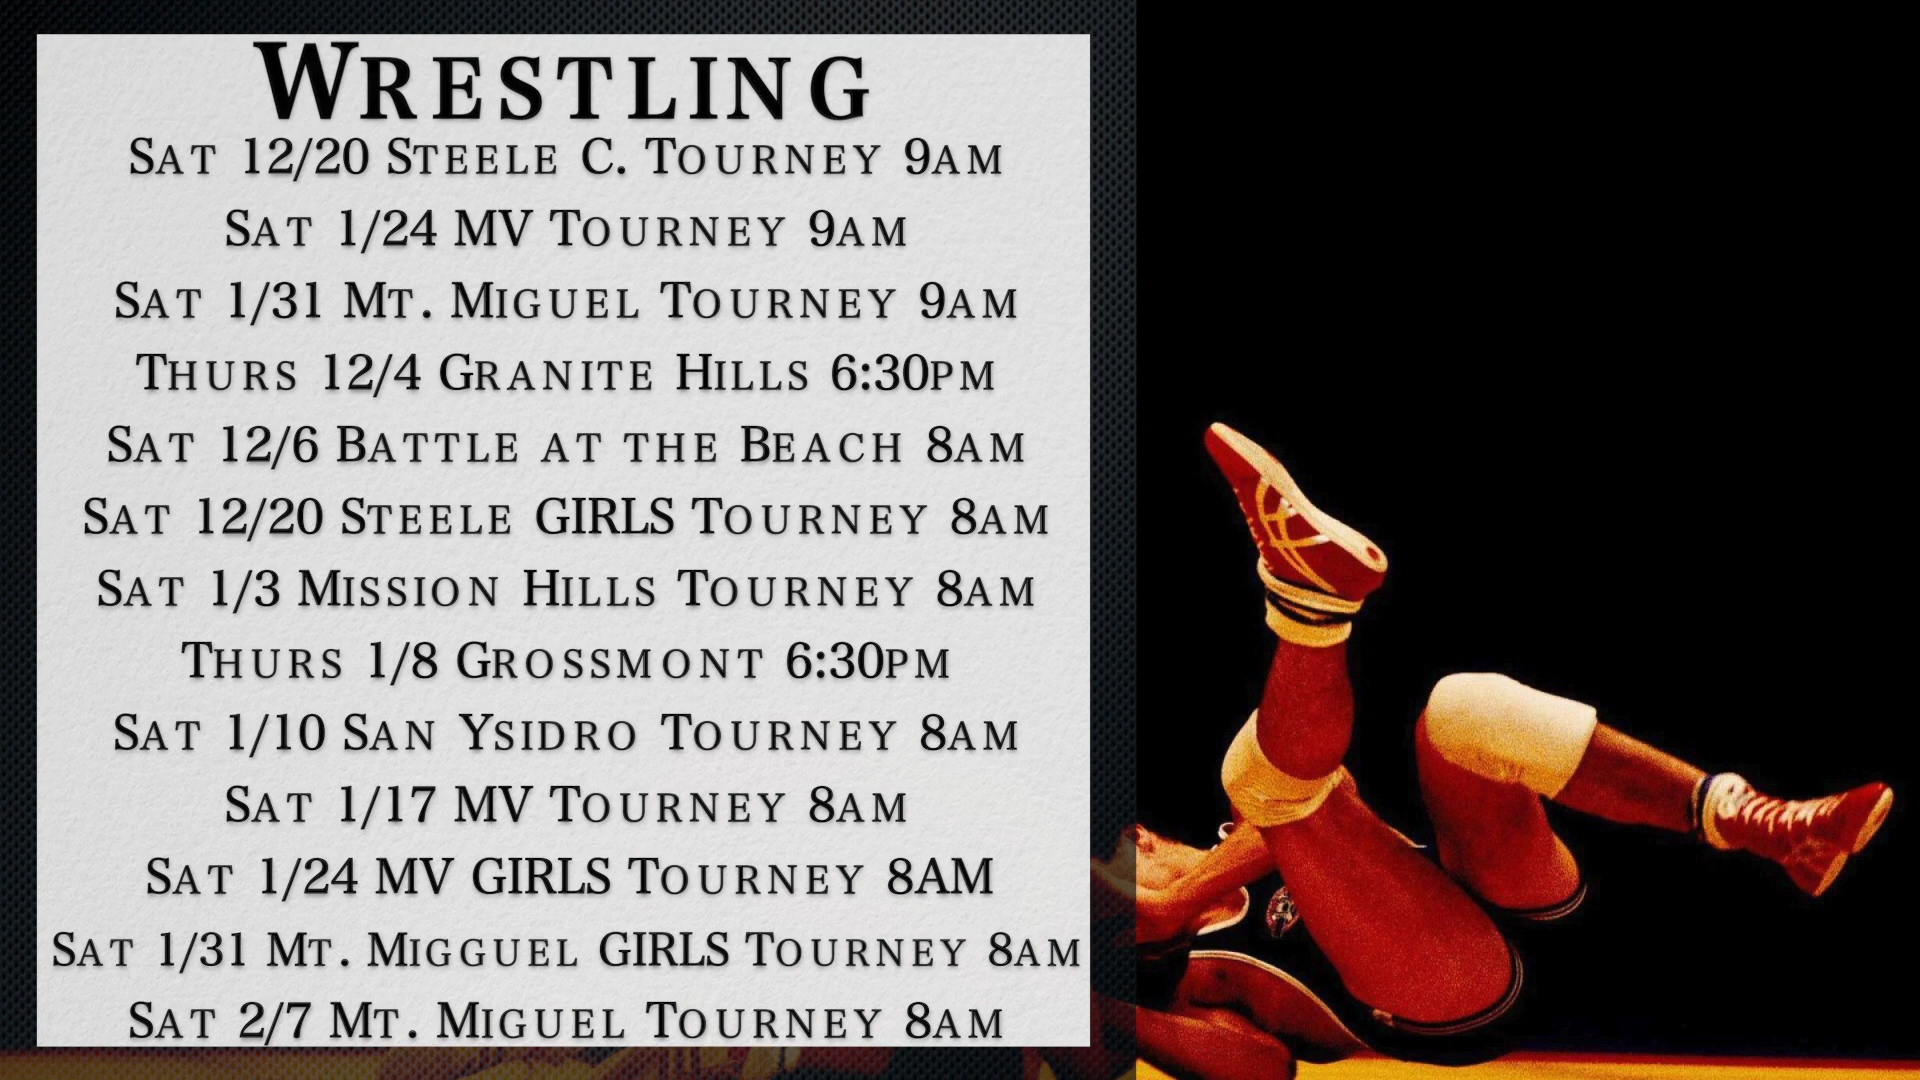 Wrestling
Sat 12/20 Steele C. Tourney 9am
Sat 1/24 MV Tourney 9am
Sat 1/31 Mt. Miguel Tourney 9am
Thurs 12/4 Granite Hills 6:30pm
Sat 12/6 Battle at the Beach 8am
Sat 12/20 Steele GIRLS Tourney 8am
Sat 1/3 Mission Hills Tourney 8am
Thurs 1/8 Grossmont 6:30pm
Sat 1/10 San Ysidro Tourney 8am
Sat 1/17 MV Tourney 8am
Sat 1/24 MV GIRLS Tourney 8AM
Sat 1/31 Mt. Migguel GIRLS Tourney 8am
Sat 2/7 Mt. Miguel Tourney 8am